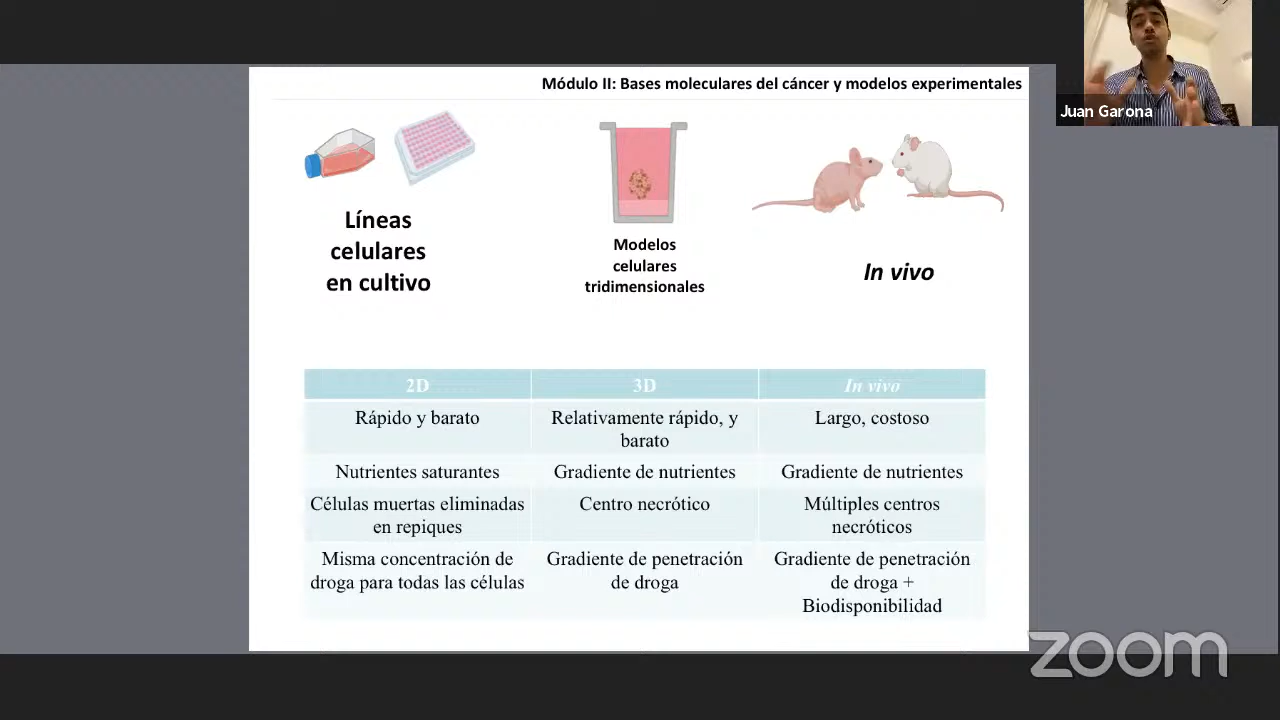 Módulo II: Bases moleculares del cáncer y modelos experimentales
Juan Garona
Líneas
celulares
en cultivo
Modelos
celulares
tridimensionales
In vivo
2D
3D
In vivo
Rápido y barato
Relativamente rápido, y
barato
Largo, costoso
Nutrientes saturantes
Gradiente de nutrientes
Gradiente de nutrientes
Células muertas eliminadas
en repiques
Centro necrótico
Múltiples centros
necróticos
Misma concentración de
droga para todas las células
Gradiente de penetración
de droga
Gradiente de penetración
de droga +
Biodisponibilidad
zoom